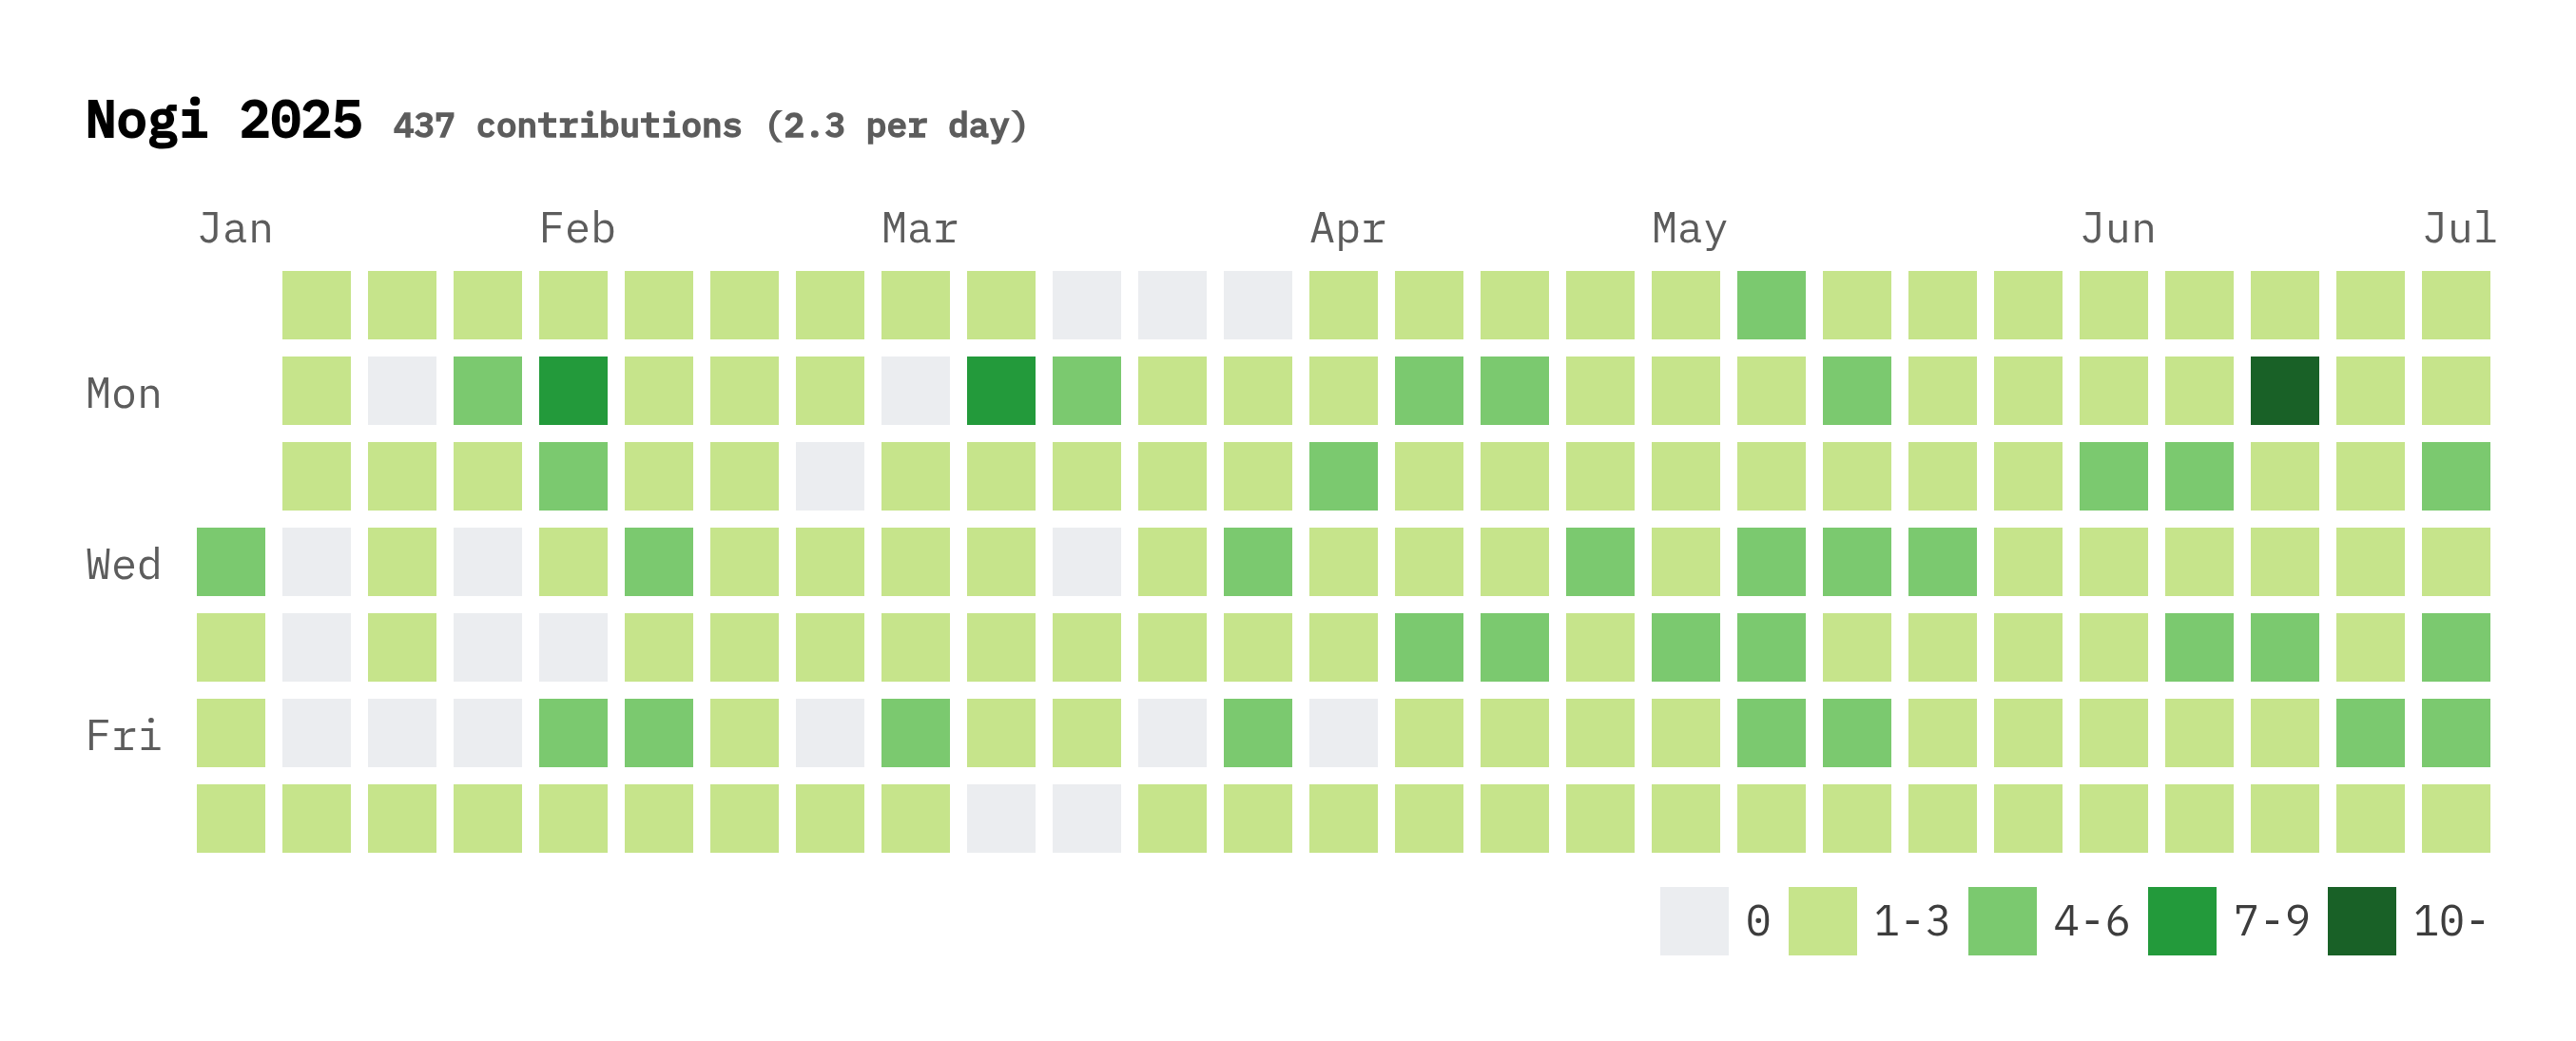 Nogi 2025 437 contributions (2.3 per day)
Jan Feb Mar Apr May Jun Jul
Mon
Wed
Fri
0 1-3 4-6 7-9 10-